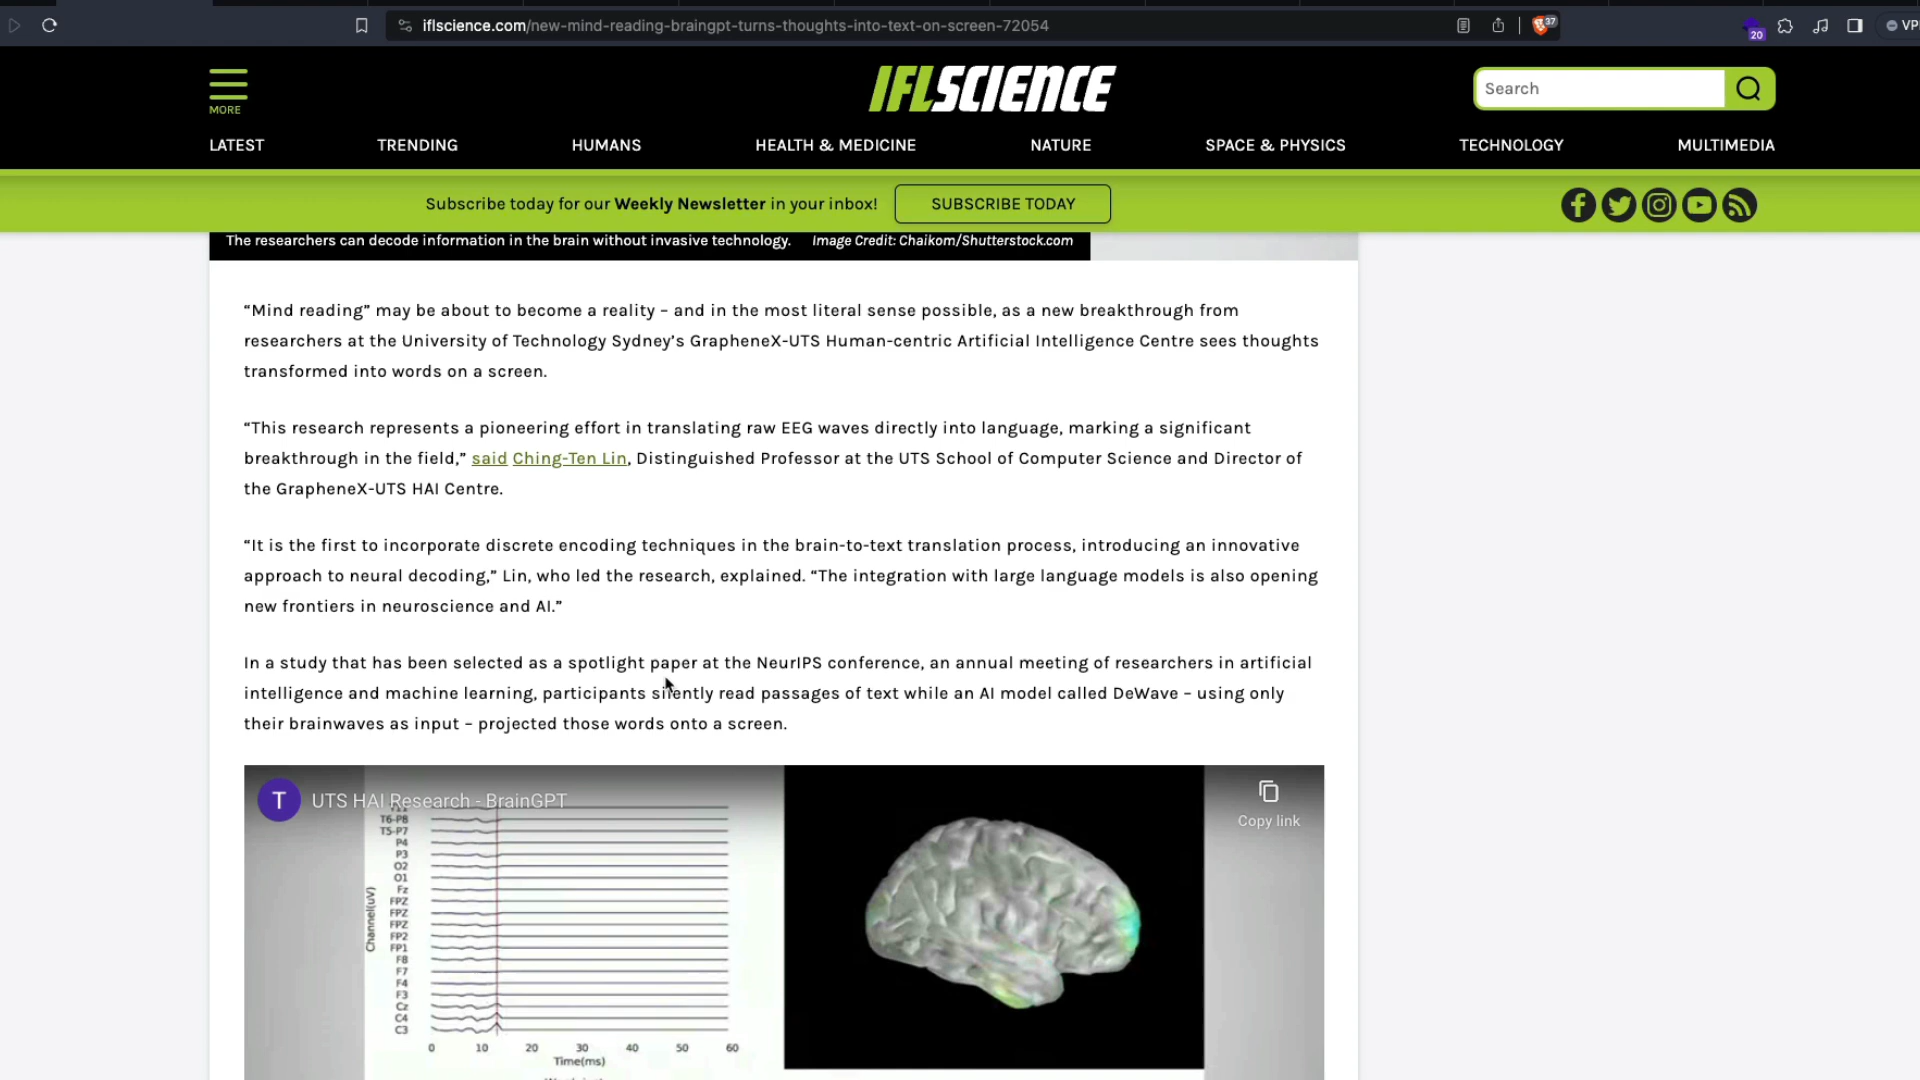 iflscience.com/new-mind-reading-braingpt-turns-thoughts-into-text-on-screen-72054
37
20
VP
MORE
IFLSCIENCE
Search
LATEST
TRENDING
HUMANS
HEALTH & MEDICINE
NATURE
SPACE & PHYSICS
TECHNOLOGY
MULTIMEDIA
Subscribe today for our Weekly Newsletter in your inbox!
SUBSCRIBE TODAY
The researchers can decode information in the brain without invasive technology. Image Credit: Chaikom/Shutterstock.com
“Mind reading” may be about to become a reality – and in the most literal sense possible, as a new breakthrough from
researchers at the University of Technology Sydney’s GrapheneX-UTS Human-centric Artificial Intelligence Centre sees thoughts
transformed into words on a screen.
“This research represents a pioneering effort in translating raw EEG waves directly into language, marking a significant
breakthrough in the field,” said Ching-Ten Lin, Distinguished Professor at the UTS School of Computer Science and Director of
the GrapheneX-UTS HAI Centre.
“It is the first to incorporate discrete encoding techniques in the brain-to-text translation process, introducing an innovative
approach to neural decoding,” Lin, who led the research, explained. “The integration with large language models is also opening
new frontiers in neuroscience and AI.”
In a study that has been selected as a spotlight paper at the NeurIPS conference, an annual meeting of researchers in artificial
intelligence and machine learning, participants silently read passages of text while an AI model called DeWave – using only
their brainwaves as input – projected those words onto a screen.
T
UTS HAI Research - BrainGPT
Copy link
T6-P8
T5-P7
P4
P3
O2
O1
Fz
FPZ
FPZ
FPZ
FP2
FP1
F8
F7
F4
F3
Cz
C4
C3
Channel(uV)
0 10 20 30 40 50 60
Time(ms)